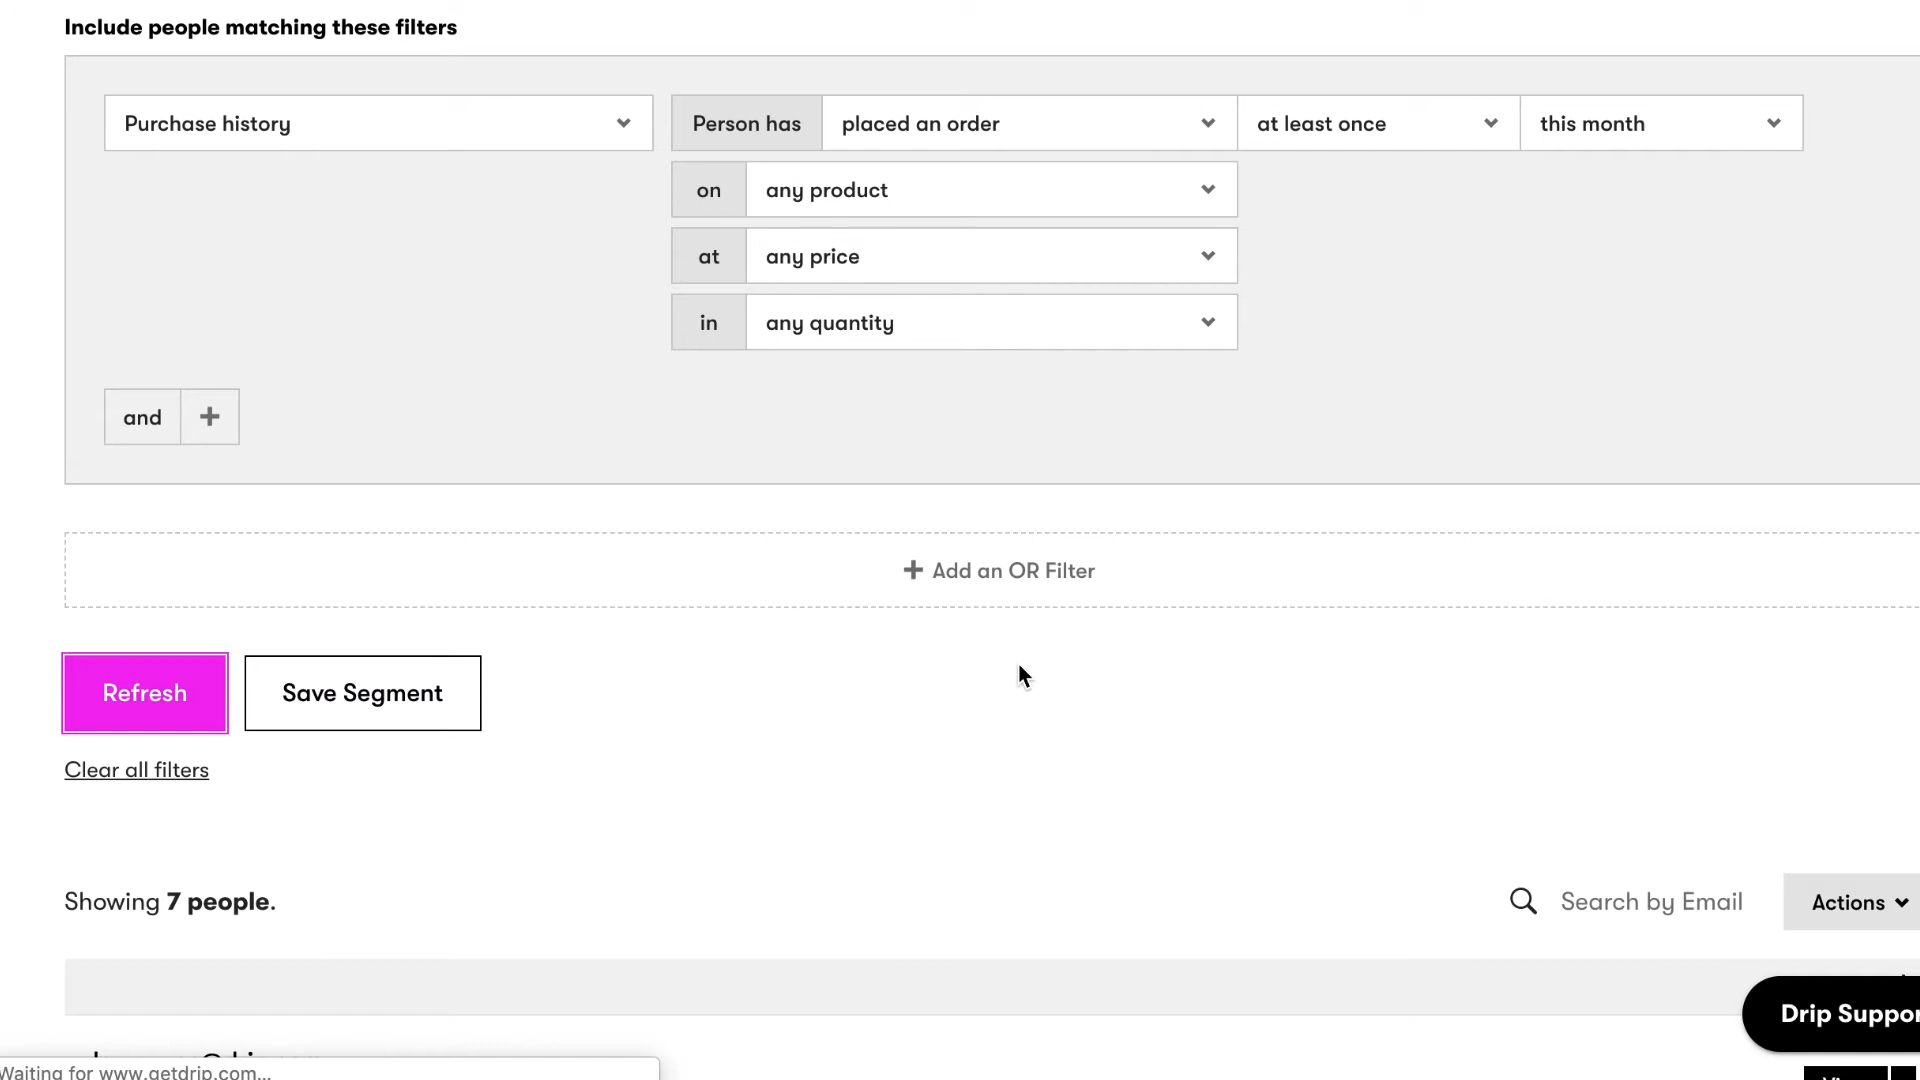 Include people matching these filters
Purchase history
Person has placed an order at least once this month
on any product
at any price
in any quantity
and +
+ Add an OR Filter
Refresh Save Segment
Clear all filters
Showing 7 people.
Search by Email
Actions
Drip Suppor
Waiting for www.getdrip.com...